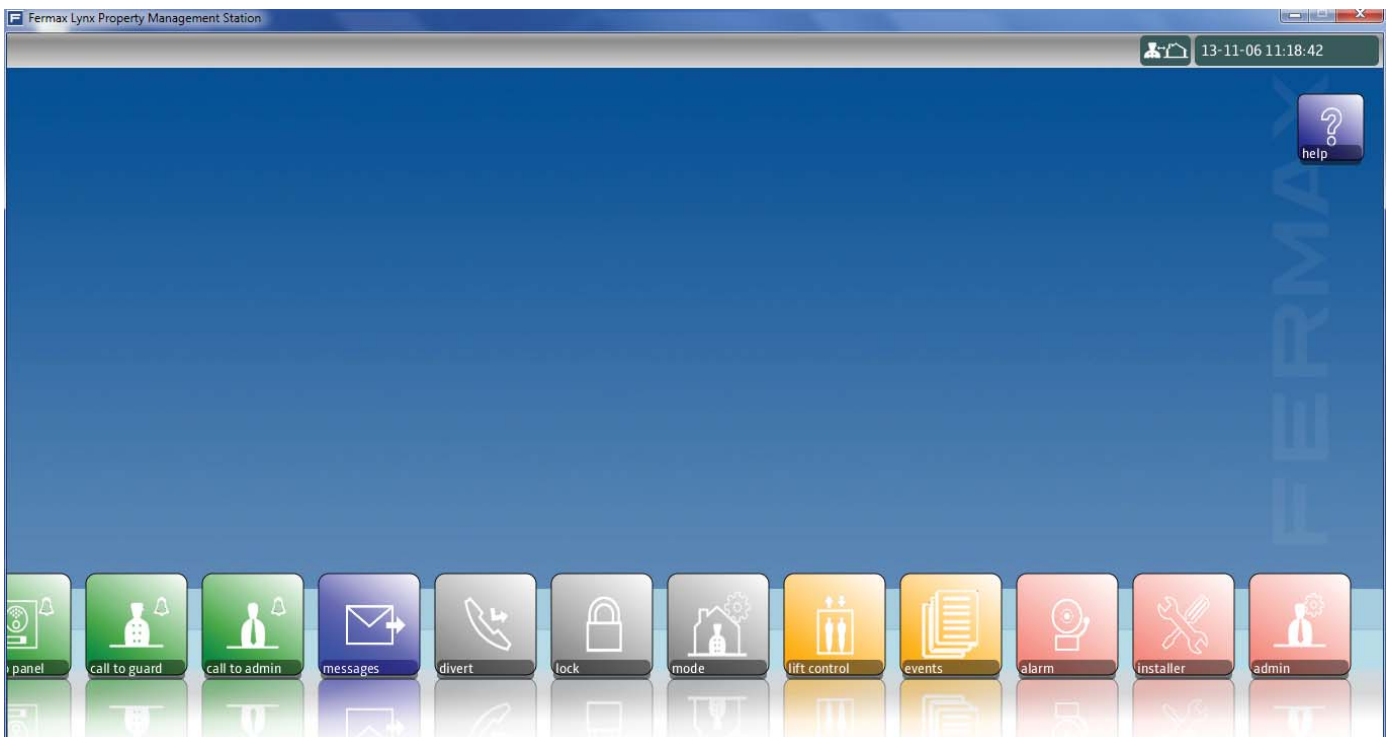 Fermax Lynx Property Management Station
13-11-06 11:18:42
help
FERMAX
panel
call to guard
call to admin
messages
divert
lock
mode
lift control
events
alarm
installer
admin